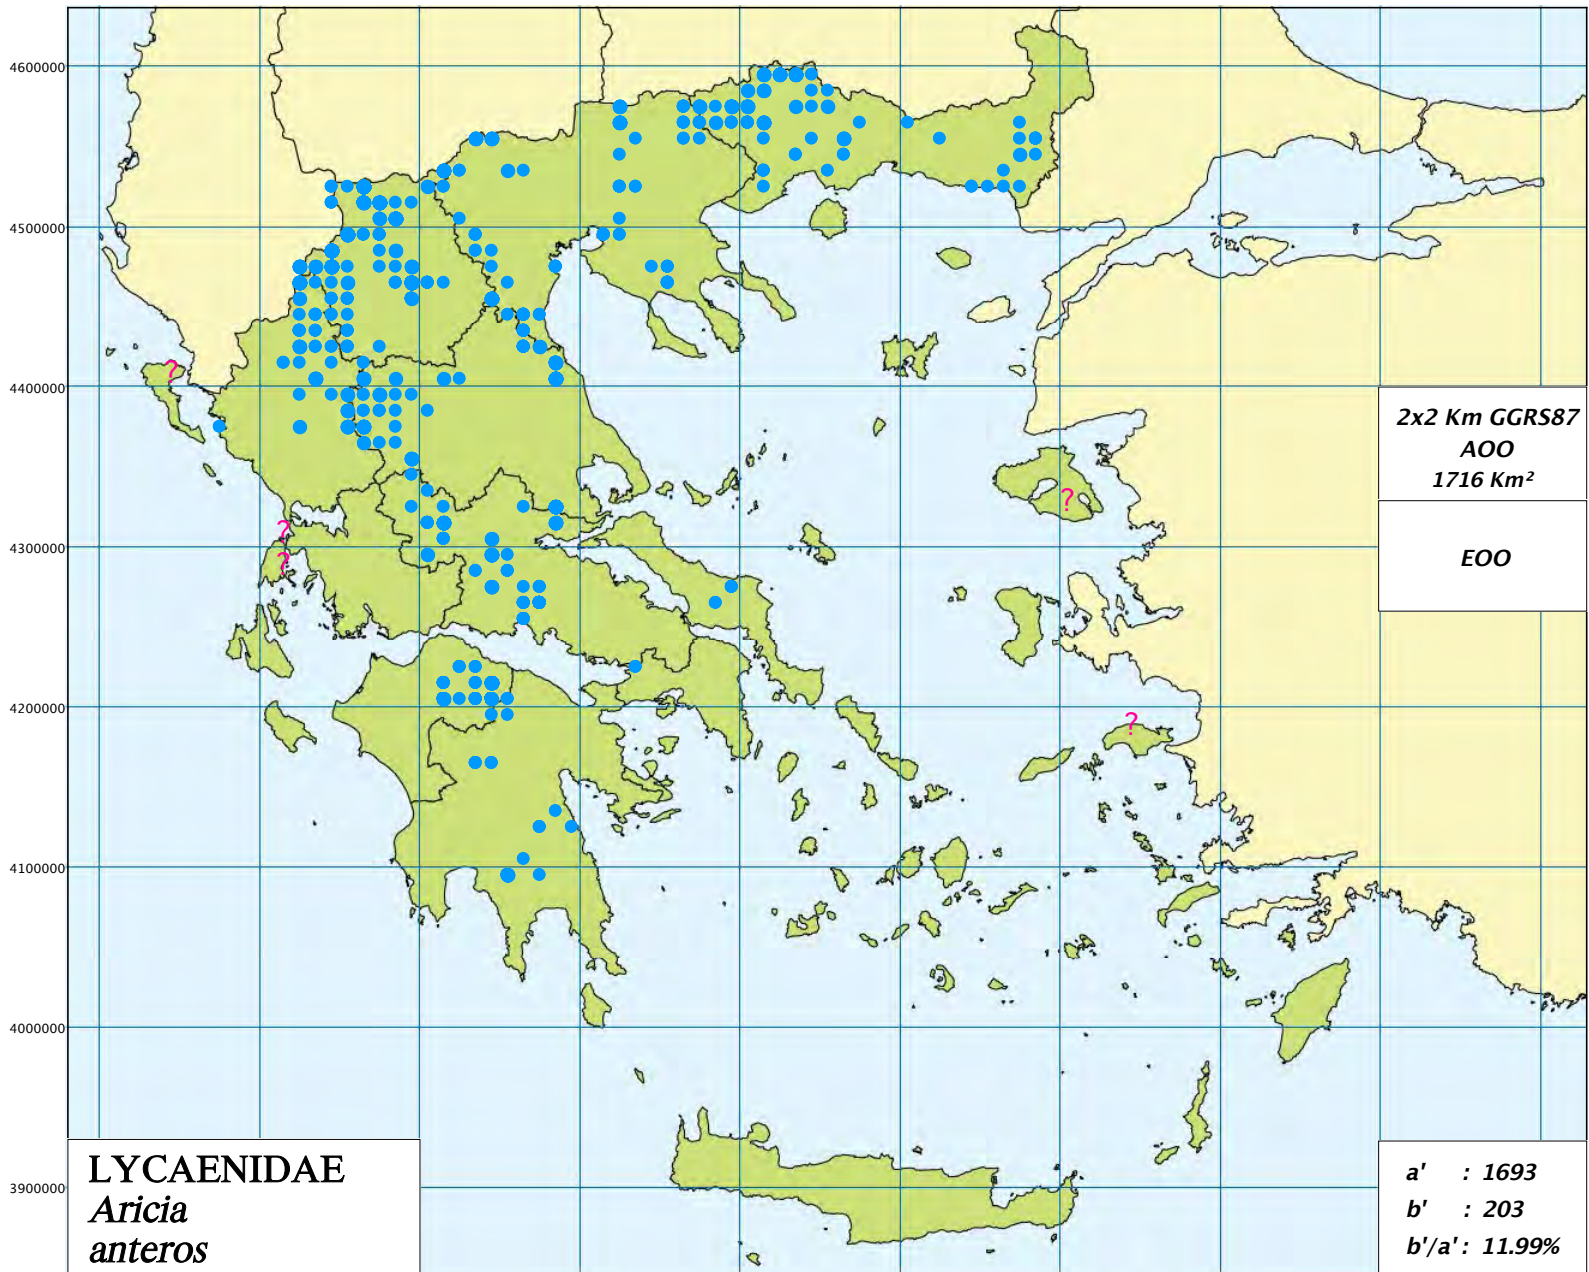 4600000
4500000
4400000
4300000
4200000
4100000
4000000
3900000
?
?
?
?
?
2x2 Km GGRS87
AOO
1716 Km²
EOO
LYCAENIDAE
Aricia
anteros
a' : 1693
b' : 203
b'/a' : 11.99%